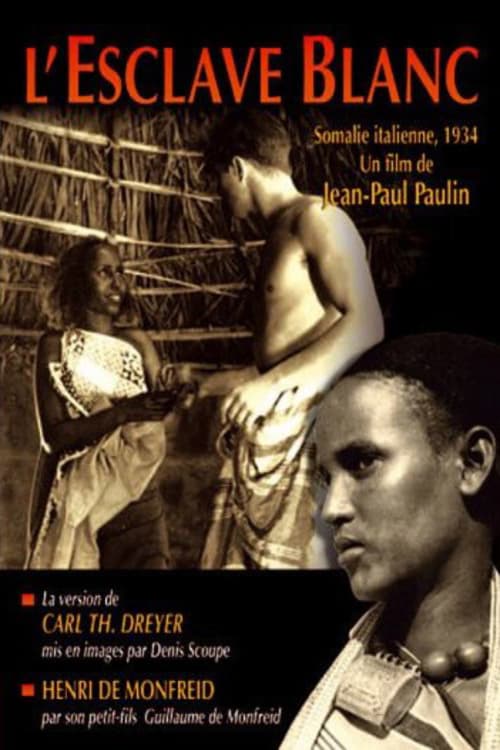 L'ESCLAVE BLANC
Somalie italienne, 1934
Un film de
Jean-Paul Paulin
La version de
CARL TH. DREYER
mis en images par Denis Scoupe
HENRI DE MONFREID
par son petit-fils Guillaume de Monfreid